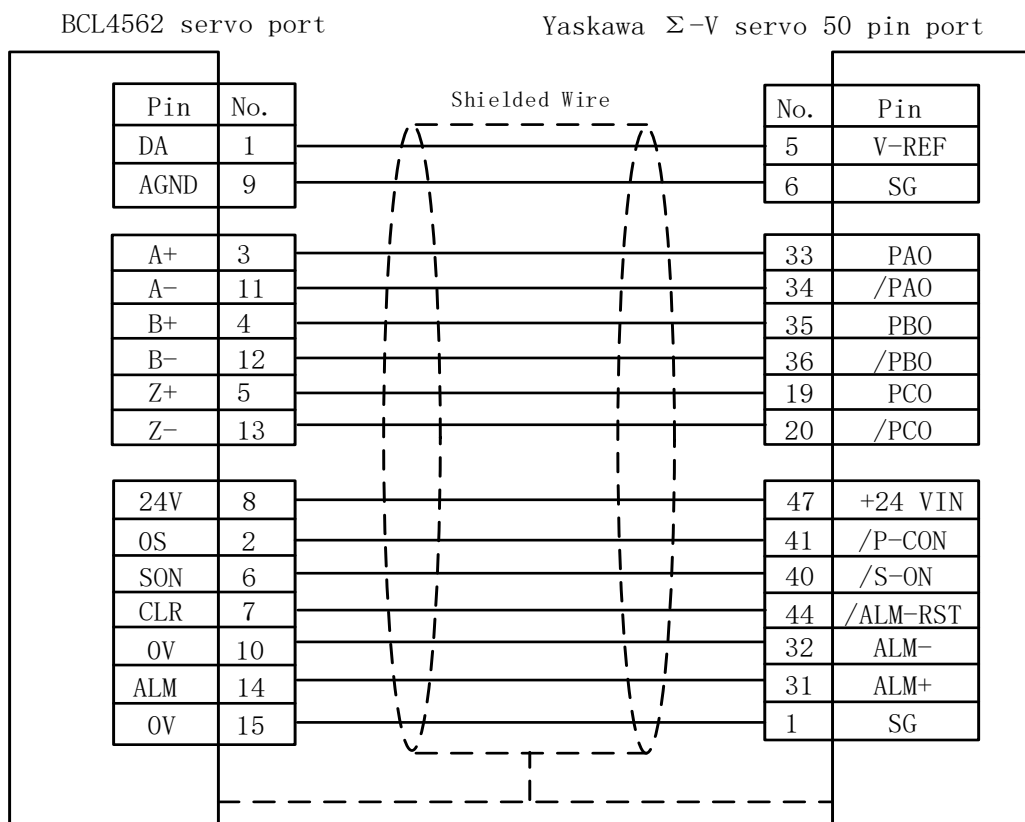 BCL4562 servo port Yaskawa Σ-V servo 50 pin port
Shielded Wire
Pin No. No. Pin
DA 1 5 V-REF
AGND 9 6 SG
A+ 3 33 PAO
A- 11 34 /PAO
B+ 4 35 PBO
B- 12 36 /PBO
Z+ 5 19 PCO
Z- 13 20 /PCO
24V 8 47 +24 VIN
OS 2 41 /P-CON
SON 6 40 /S-ON
CLR 7 44 /ALM-RST
0V 10 32 ALM-
ALM 14 31 ALM+
0V 15 1 SG